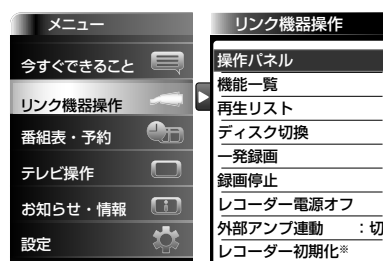 メニュー
今すぐできること
リンク機器操作
番組表・予約
テレビ操作
お知らせ・情報
設定
リンク機器操作
操作パネル
機能一覧
再生リスト
ディスク切換
一発録画
録画停止
レコーダー電源オフ
外部アンプ連動　：切
レコーダー初期化※